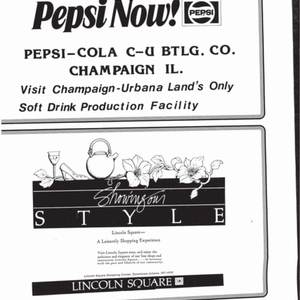 Pepsi Now!
PEPSI
PEPSI-COLA C-U BTLG. CO.
CHAMPAIGN IL.
Visit Champaign-Urbana Land's Only
Soft Drink Production Facility
Showing our
STYLE
Lincoln Square—
A Leisurely Shopping Experience
LINCOLN SQUARE